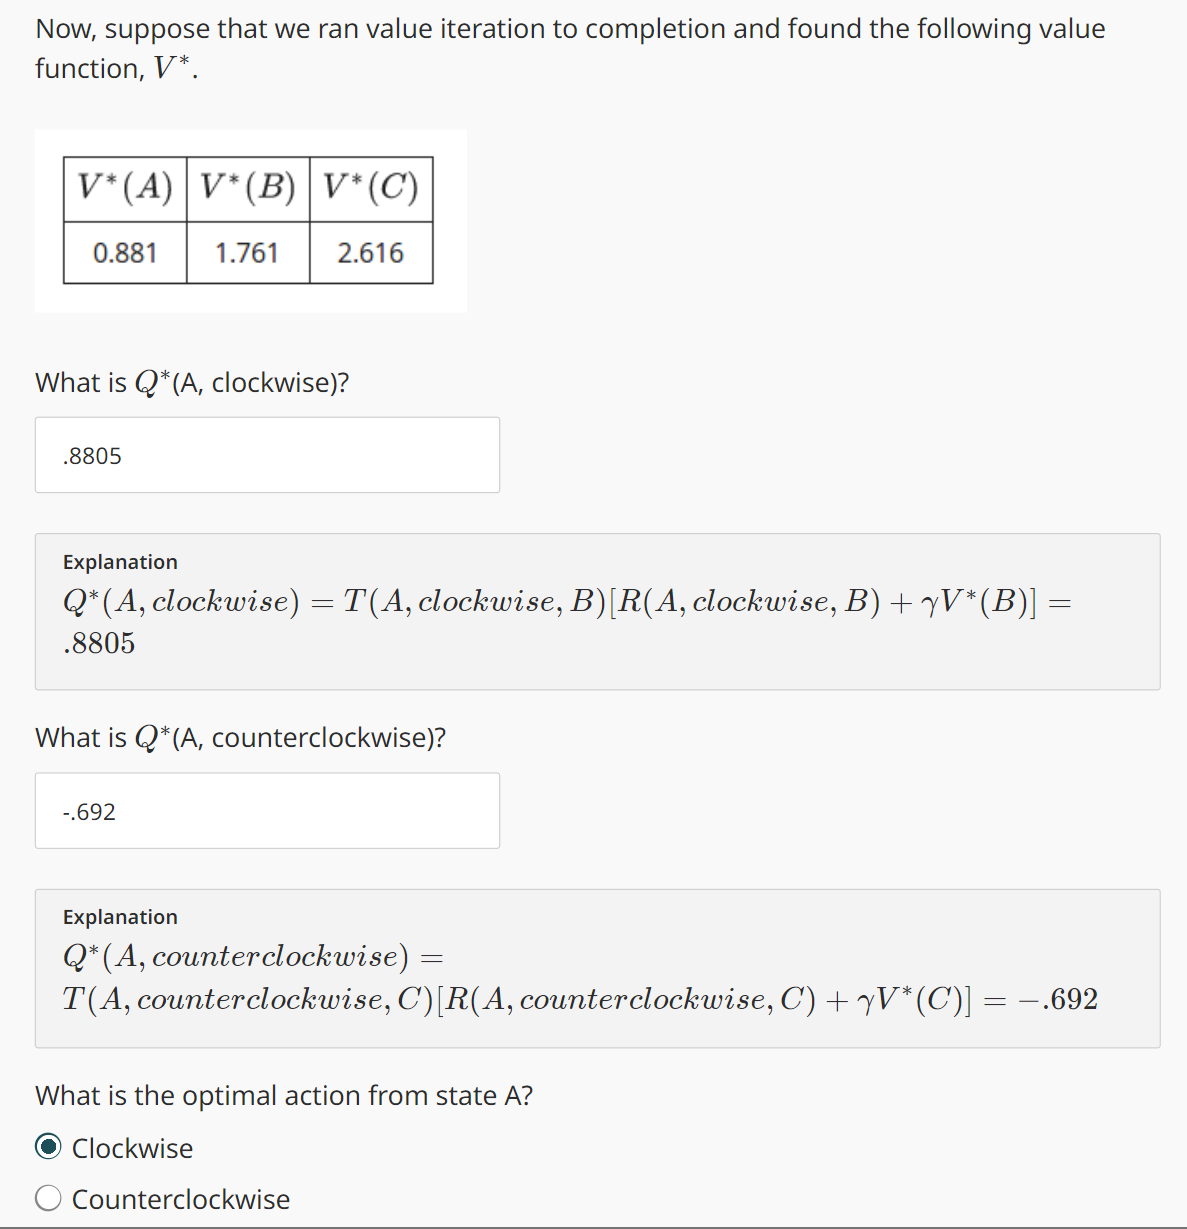 Now, suppose that we ran value iteration to completion and found the following value
function, V*.
V*(A) V*(B) V*(C)
0.881 1.761 2.616
What is Q*(A, clockwise)?
.8805
Explanation
Q*(A, clockwise) = T(A, clockwise, B)[R(A, clockwise, B) + γV*(B)] =
.8805
What is Q*(A, counterclockwise)?
-.692
Explanation
Q*(A, counterclockwise) =
T(A, counterclockwise, C)[R(A, counterclockwise, C) + γV*(C)] = −.692
What is the optimal action from state A?
Clockwise
Counterclockwise